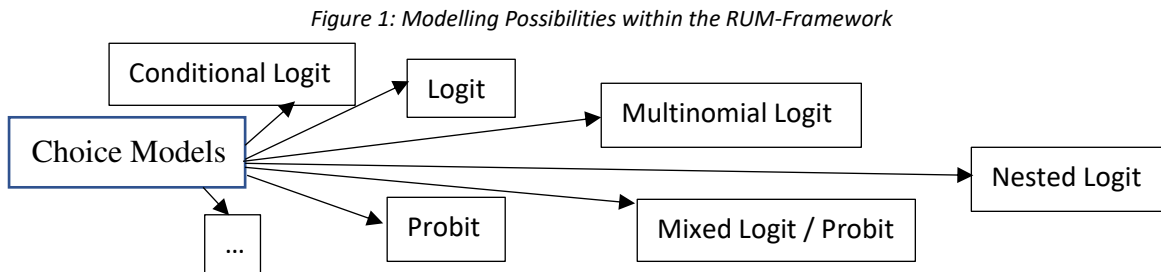 Figure 1: Modelling Possibilities within the RUM-Framework
Conditional Logit
Logit
Multinomial Logit
Choice Models
Nested Logit
Probit
Mixed Logit / Probit
...